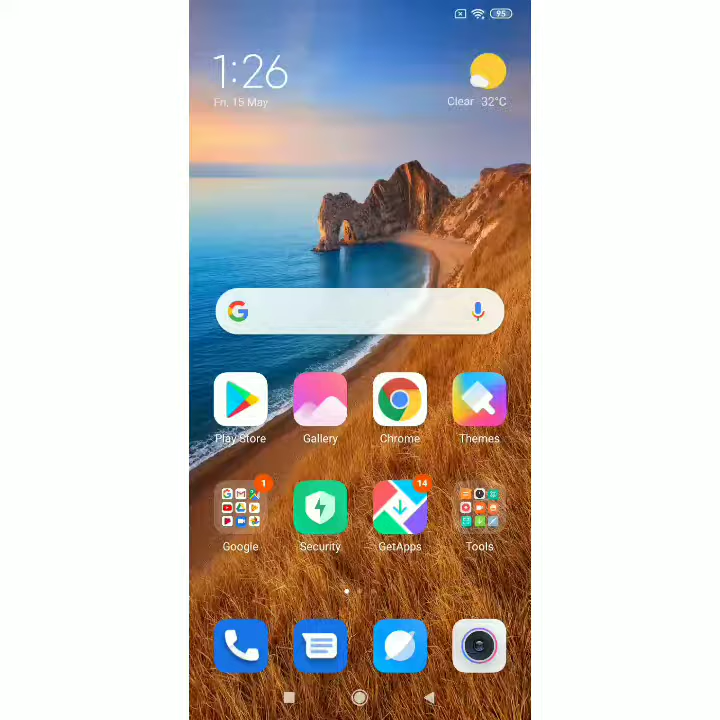 95
1:26
Fri, 15 May
Clear 32°C
Play Store
Gallery
Chrome
Themes
1
14
Google
Security
GetApps
Tools